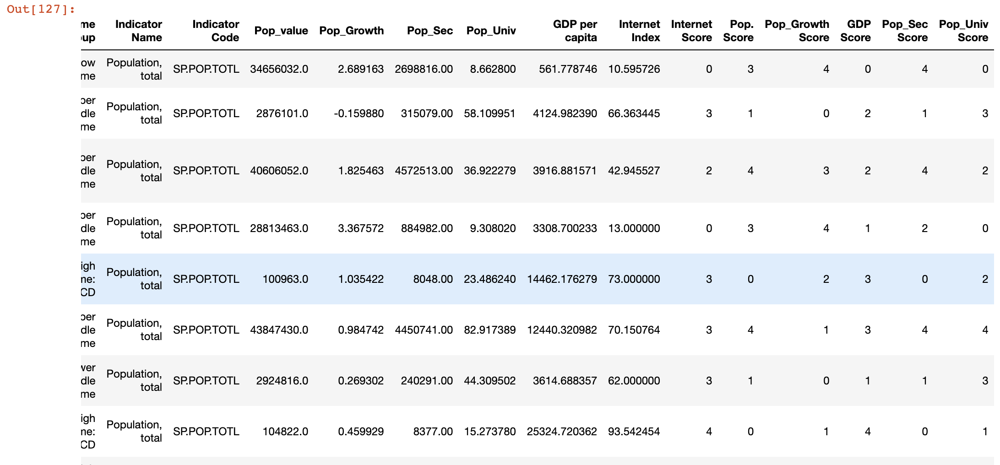 Out[127]:
me Indicator Indicator Pop_value Pop_Growth Pop_Sec Pop_Univ GDP per Internet Internet Pop. Pop_Growth GDP Pop_Sec Pop_Univ
up Name Code capita Index Score Score Score Score Score Score
ow Population, SP.POP.TOTL 34656032.0 2.689163 2698816.00 8.662800 561.778746 10.595726 0 3 4 0 4 0
me total
per Population, SP.POP.TOTL 2876101.0 -0.159880 315079.00 58.109951 4124.982390 66.363445 3 1 0 2 1 3
dle total
me
per Population, SP.POP.TOTL 40606052.0 1.825463 4572513.00 36.922279 3916.881571 42.945527 2 4 3 2 4 2
dle total
me
per Population, SP.POP.TOTL 28813463.0 3.367572 884982.00 9.308020 3308.700233 13.000000 0 3 4 1 2 0
dle total
me
igh Population, SP.POP.TOTL 100963.0 1.035422 8048.00 23.486240 14462.176279 73.000000 3 0 2 3 0 2
me: total
CD
per Population, SP.POP.TOTL 43847430.0 0.984742 4450741.00 82.917389 12440.320982 70.150764 3 4 1 3 4 4
dle total
me
wer Population, SP.POP.TOTL 2924816.0 0.269302 240291.00 44.309502 3614.688357 62.000000 3 1 0 1 1 3
dle total
me
igh Population, SP.POP.TOTL 104822.0 0.459929 8377.00 15.273780 25324.720362 93.542454 4 0 1 4 0 1
me: total
CD